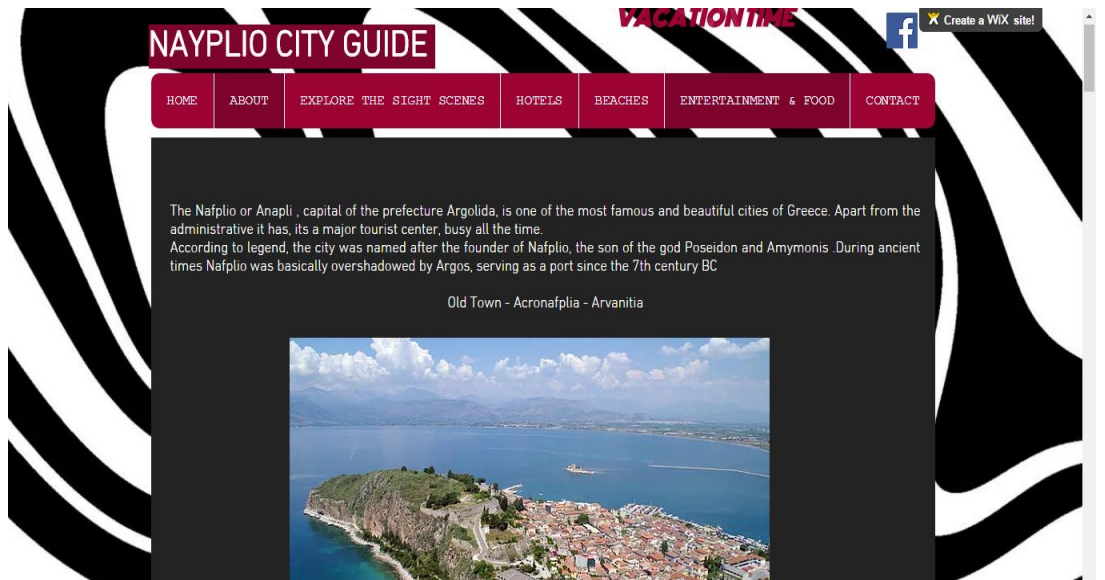 VACATION TIME
Create a WiX site!
NAYPLIO CITY GUIDE
HOME ABOUT EXPLORE THE SIGHT SCENES HOTELS BEACHES ENTERTAINMENT & FOOD CONTACT
The Nafplio or Anapli , capital of the prefecture Argolida, is one of the most famous and beautiful cities of Greece. Apart from the
administrative it has, its a major tourist center, busy all the time.
According to legend, the city was named after the founder of Nafplio, the son of the god Poseidon and Amymonis .During ancient
times Nafplio was basically overshadowed by Argos, serving as a port since the 7th century BC
Old Town - Acronafplia - Arvanitia